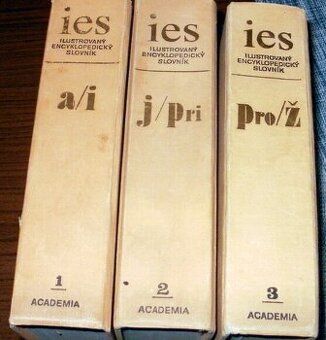 ies
ILUSTROVANÝ
ENCYKLOPEDICKÝ
SLOVNÍK
a/i
1
ACADEMIA
ies
ILUSTROVANÝ
ENCYKLOPEDICKÝ
SLOVNÍK
j/pri
2
ACADEMIA
ies
ILUSTROVANÝ
ENCYKLOPEDICKÝ
SLOVNÍK
pro/ž
3
ACADEMIA